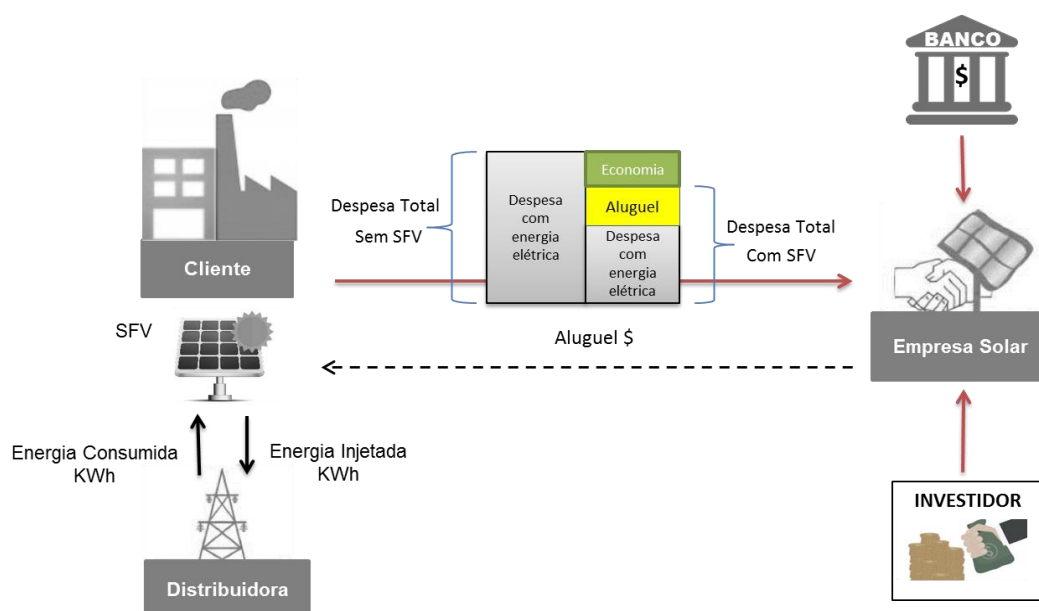 BANCO
$
Economia
Despesa Total
Sem SFV
Despesa
com
energia
elétrica
Aluguel
Despesa
com
energia
elétrica
Despesa Total
Com SFV
Cliente
SFV
Aluguel $
Empresa Solar
Energia Consumida
KWh
Energia Injetada
KWh
Distribuidora
INVESTIDOR